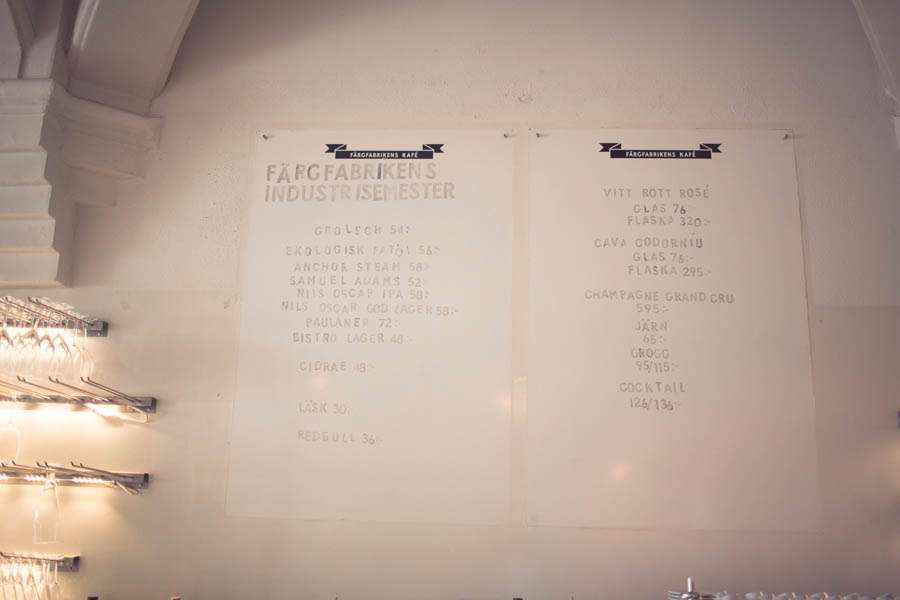 FÄRGFABRIKENS KAFÉ
FÄRGFABRIKENS
INDUSTRISEMESTER
GROLSCH 54:-
EKOLOGISK FATÖL 56:-
ANCHOR STEAM 58:-
SAMUEL ADAMS 52:-
NILS OSCAR IPA 58:-
NILS OSCAR GOD LAGER 58:-
PAULANER 72:-
BISTRO LAGER 48:-
CIDRAE 48:-
LÄSK 30,
REDBULL 36:-
FÄRGFABRIKENS KAFÉ
VITT RÖTT ROSÉ
GLAS 76:-
FLASKA 320:-
CAVA CODORNÍU
GLAS 76:-
FLASKA 295:-
CHAMPAGNE GRAND CRU
595:-
JÄRN
65:-
GROGG
95/115:-
COCKTAIL
126/136:-